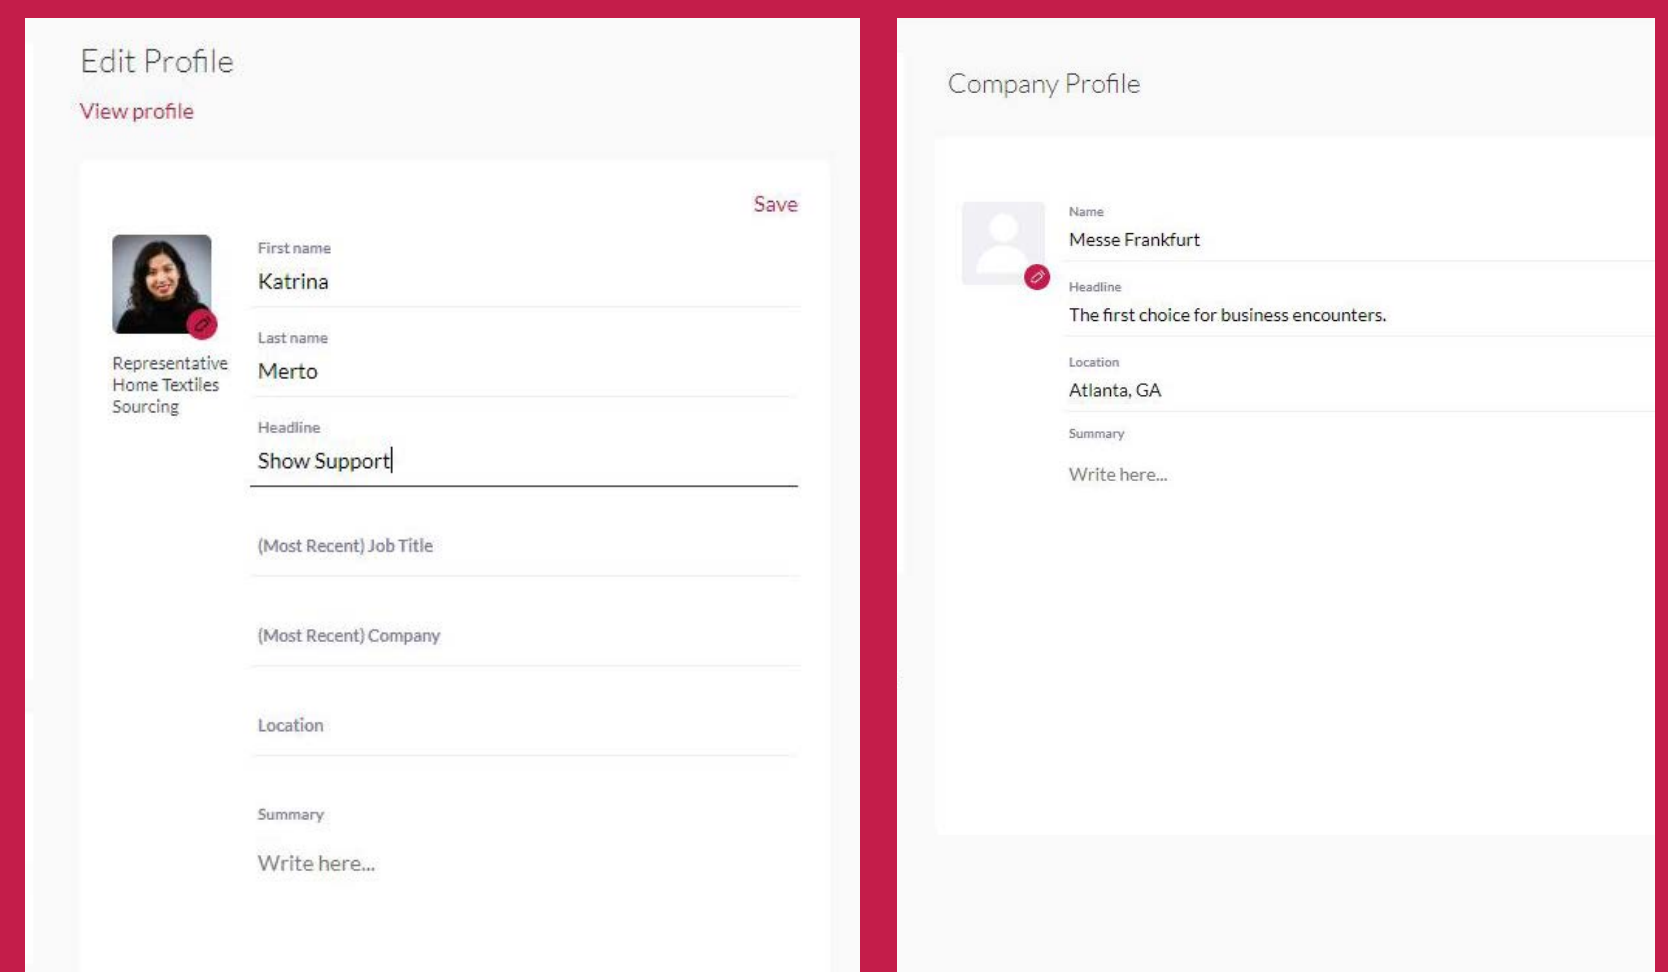 Edit Profile
View profile
Save
First name
Katrina
Last name
Merto
Representative
Home Textiles
Sourcing
Headline
Show Support
(Most Recent) Job Title
(Most Recent) Company
Location
Summary
Write here...
Company Profile
Name
Messe Frankfurt
Headline
The first choice for business encounters.
Location
Atlanta, GA
Summary
Write here...